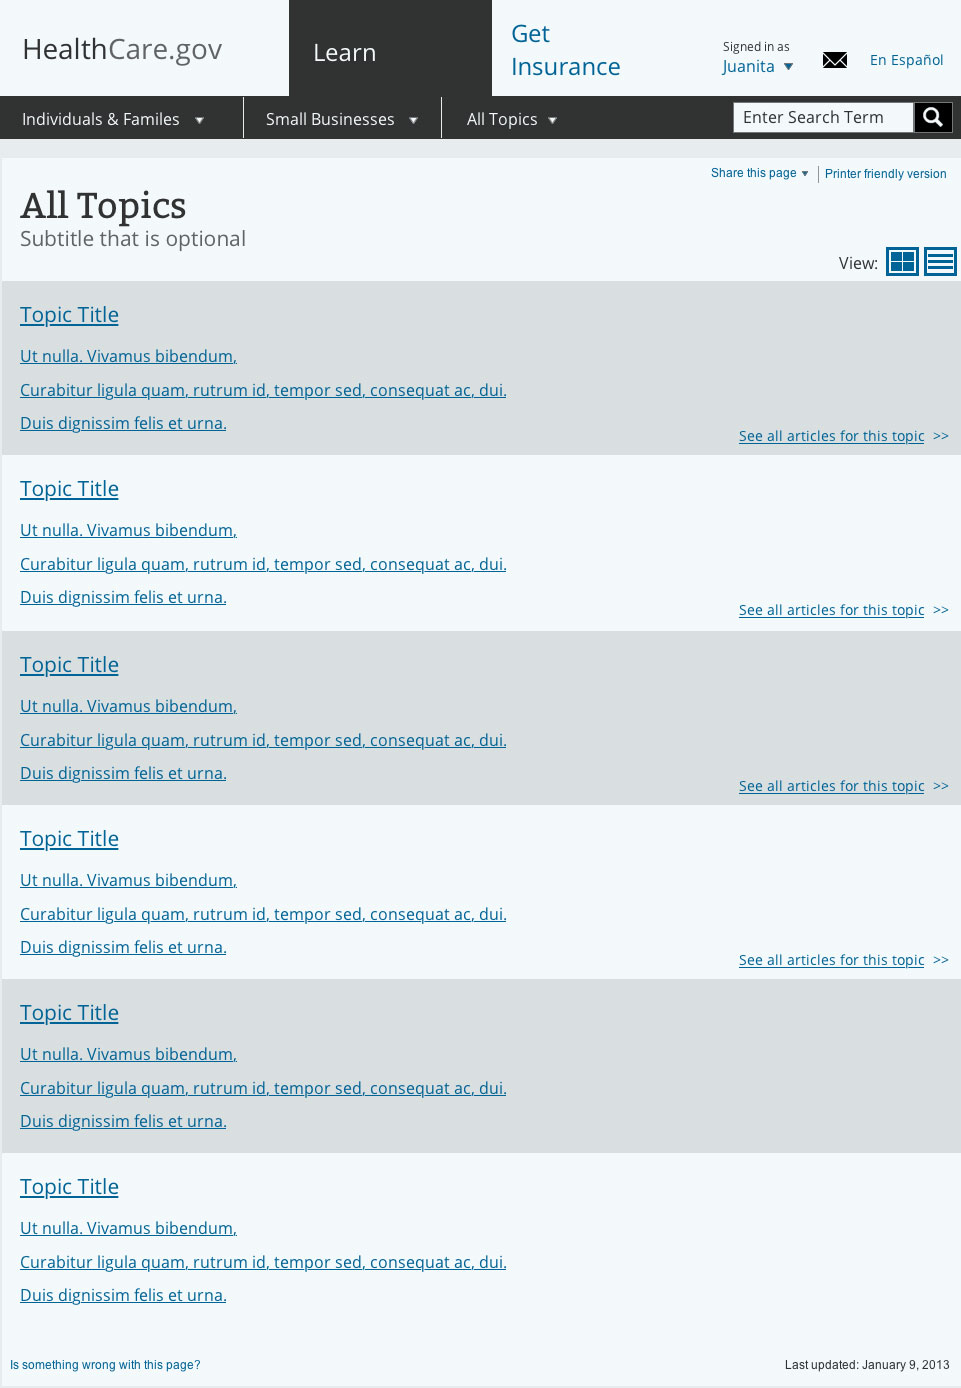 HealthCare.gov
Learn
Get
Insurance
Signed in as
Juanita
En Español
Individuals & Familes
Small Businesses
All Topics
Enter Search Term
Share this page
Printer friendly version
All Topics
Subtitle that is optional
View:
Topic Title
Ut nulla. Vivamus bibendum,
Curabitur ligula quam, rutrum id, tempor sed, consequat ac, dui.
Duis dignissim felis et urna.
See all articles for this topic >>
Topic Title
Ut nulla. Vivamus bibendum,
Curabitur ligula quam, rutrum id, tempor sed, consequat ac, dui.
Duis dignissim felis et urna.
See all articles for this topic >>
Topic Title
Ut nulla. Vivamus bibendum,
Curabitur ligula quam, rutrum id, tempor sed, consequat ac, dui.
Duis dignissim felis et urna.
See all articles for this topic >>
Topic Title
Ut nulla. Vivamus bibendum,
Curabitur ligula quam, rutrum id, tempor sed, consequat ac, dui.
Duis dignissim felis et urna.
See all articles for this topic >>
Topic Title
Ut nulla. Vivamus bibendum,
Curabitur ligula quam, rutrum id, tempor sed, consequat ac, dui.
Duis dignissim felis et urna.
Topic Title
Ut nulla. Vivamus bibendum,
Curabitur ligula quam, rutrum id, tempor sed, consequat ac, dui.
Duis dignissim felis et urna.
Is something wrong with this page?
Last updated: January 9, 2013